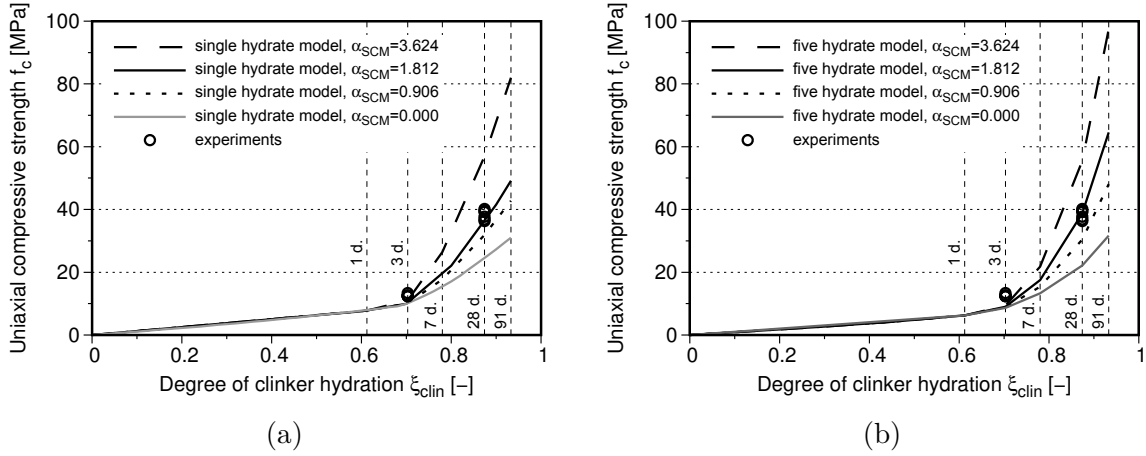 Uniaxial compressive strength f_c [MPa]
100
80
60
40
20
0
single hydrate model, α_SCM=3.624
single hydrate model, α_SCM=1.812
single hydrate model, α_SCM=0.906
single hydrate model, α_SCM=0.000
experiments
1 d.
3 d.
7 d.
28 d.
91 d.
0 0.2 0.4 0.6 0.8 1
Degree of clinker hydration ξ_clin [−]
(a)
Uniaxial compressive strength f_c [MPa]
100
80
60
40
20
0
five hydrate model, α_SCM=3.624
five hydrate model, α_SCM=1.812
five hydrate model, α_SCM=0.906
five hydrate model, α_SCM=0.000
experiments
1 d.
3 d.
7 d.
28 d.
91 d.
0 0.2 0.4 0.6 0.8 1
Degree of clinker hydration ξ_clin [−]
(b)